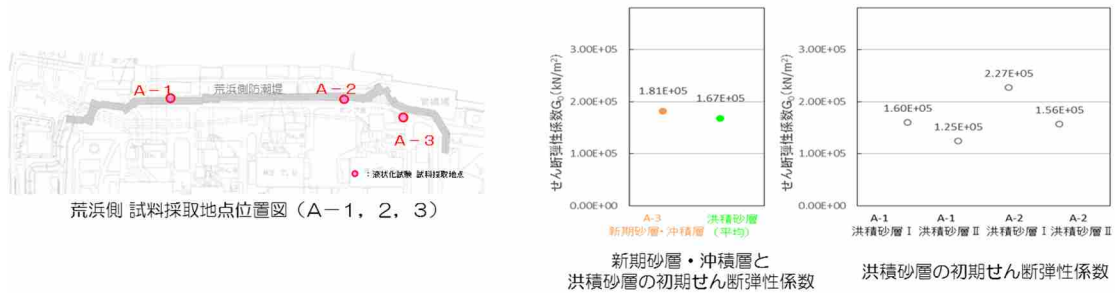 A-1
荒浜側防潮堤
A-2
A-3
：液状化試験 試料採取地点
荒浜側 試料採取地点位置図（A-1，2，3）
せん断弾性係数G₀(kN/m²)
3.00E+05
2.00E+05
1.00E+05
0.00E+00
1.81E+05
1.67E+05
A-3
新期砂層・沖積層
洪積砂層
(平均)
新期砂層・沖積層と
洪積砂層の初期せん断弾性係数
せん断弾性係数G₀(kN/m²)
3.00E+05
2.00E+05
1.00E+05
0.00E+00
1.60E+05
1.25E+05
2.27E+05
1.56E+05
A-1
洪積砂層Ⅰ
A-1
洪積砂層Ⅱ
A-2
洪積砂層Ⅰ
A-2
洪積砂層Ⅱ
洪積砂層の初期せん断弾性係数